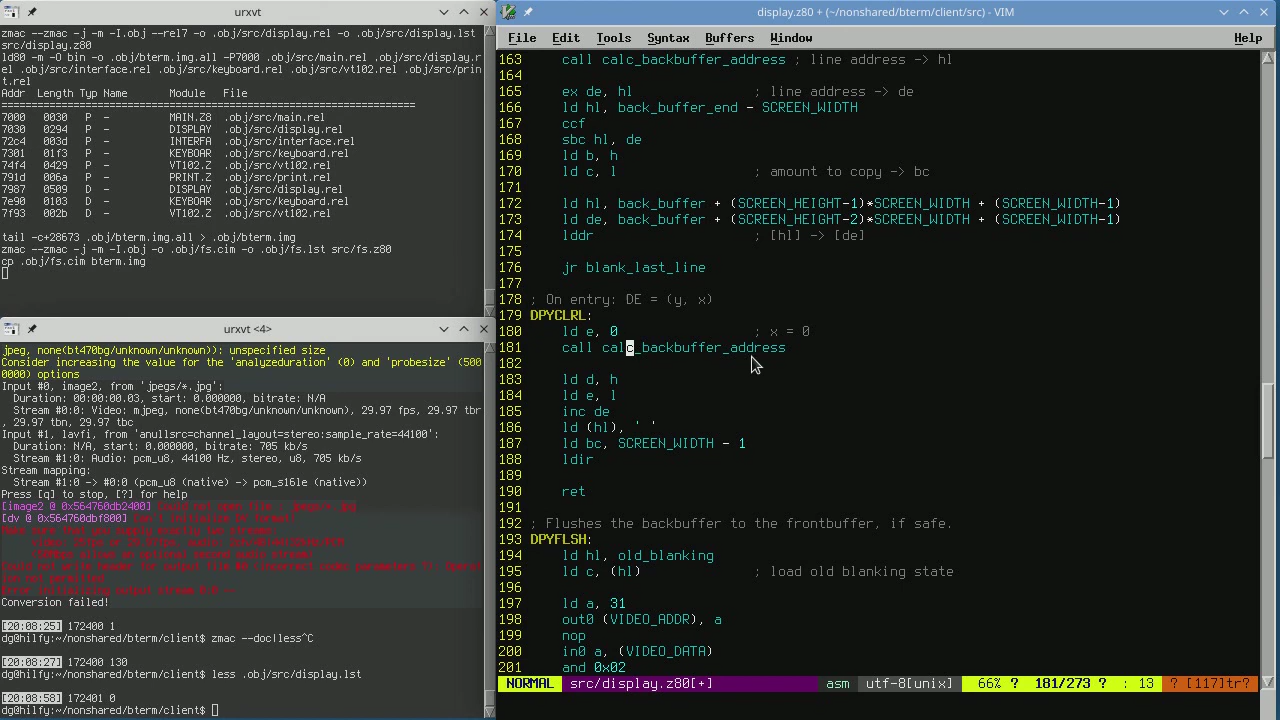 urxvt
zmac --zmac -j -m -I.obj --rel7 -o .obj/src/display.rel -o .obj/src/display.lst
src/display.z80
ld80 -m -O bin -o .obj/bterm.img.all -P7000 .obj/src/main.rel .obj/src/display.r
el .obj/src/interface.rel .obj/src/keyboard.rel .obj/src/vt102.rel .obj/src/prin
t.rel
Addr Length Typ Name Module File
===============================================================
7000 0030 P - MAIN.Z8 .obj/src/main.rel
7030 0294 P - DISPLAY .obj/src/display.rel
72c4 003d P - INTERFA .obj/src/interface.rel
7301 01f3 P - KEYBOAR .obj/src/keyboard.rel
74f4 0429 P - VT102.Z .obj/src/vt102.rel
791d 006a P - PRINT.Z .obj/src/print.rel
7987 0509 D - DISPLAY .obj/src/display.rel
7e90 0103 D - KEYBOAR .obj/src/keyboard.rel
7f93 002b D - VT102.Z .obj/src/vt102.rel
tail -c+28673 .obj/bterm.img.all > .obj/bterm.img
zmac --zmac -j -m -I.obj -o .obj/fs.cim -o .obj/fs.lst src/fs.z80
cp .obj/fs.cim bterm.img
urxvt <4>
jpeg, none(bt470bg/unknown/unknown)): unspecified size
Consider increasing the value for the 'analyzeduration' (0) and 'probesize' (500
0000) options
Input #0, image2, from 'jpegs/*.jpg':
Duration: 00:00:00.03, start: 0.000000, bitrate: N/A
Stream #0:0: Video: mjpeg, none(bt470bg/unknown/unknown), 29.97 fps, 29.97 tbr
, 29.97 tbn, 29.97 tbc
Input #1, lavfi, from 'anullsrc=channel_layout=stereo:sample_rate=44100':
Duration: N/A, start: 0.000000, bitrate: 705 kb/s
Stream #1:0: Audio: pcm_u8, 44100 Hz, stereo, u8, 705 kb/s
Stream mapping:
Stream #1:0 -> #0:0 (pcm_u8 (native) -> pcm_s16le (native))
Press [q] to stop, [?] for help
[image2 @ 0x564760db2400] Could not open file : jpegs/*.jpg
[dv @ 0x564760dbf800]
Conversion failed!
[20:08:25] 172400 1
dg@hilfy:~/nonshared/bterm/client$ zmac --doc|less^C
[20:08:27] 172400 130
dg@hilfy:~/nonshared/bterm/client$ less .obj/src/display.lst
[20:08:58] 172401 0
dg@hilfy:~/nonshared/bterm/client$
display.z80 + (~/nonshared/bterm/client/src) - VIM
File Edit Tools Syntax Buffers Window Help
163 call calc_backbuffer_address ; line address -> hl
164
165 ex de, hl ; line address -> de
166 ld hl, back_buffer_end - SCREEN_WIDTH
167 ccf
168 sbc hl, de
169 ld b, h
170 ld c, l ; amount to copy -> bc
171
172 ld hl, back_buffer + (SCREEN_HEIGHT-1)*SCREEN_WIDTH + (SCREEN_WIDTH-1)
173 ld de, back_buffer + (SCREEN_HEIGHT-2)*SCREEN_WIDTH + (SCREEN_WIDTH-1)
174 lddr ; [hl] -> [de]
175
176 jr blank_last_line
177
178 ; On entry: DE = (y, x)
179 DPYCLRL:
180 ld e, 0 ; x = 0
181 call calc_backbuffer_address
182
183 ld d, h
184 ld e, l
185 inc de
186 ld (hl), ' '
187 ld bc, SCREEN_WIDTH - 1
188 ldir
189
190 ret
191
192 ; Flushes the backbuffer to the frontbuffer, if safe.
193 DPYFLSH:
194 ld hl, old_blanking
195 ld c, (hl) ; load old blanking state
196
197 ld a, 31
198 out0 (VIDEO_ADDR), a
199 nop
200 in0 a, (VIDEO_DATA)
201 and 0x02
NORMAL src/display.z80[+] asm utf-8[unix] 66% ? 181/273 ? : 13 ? [117]tr?